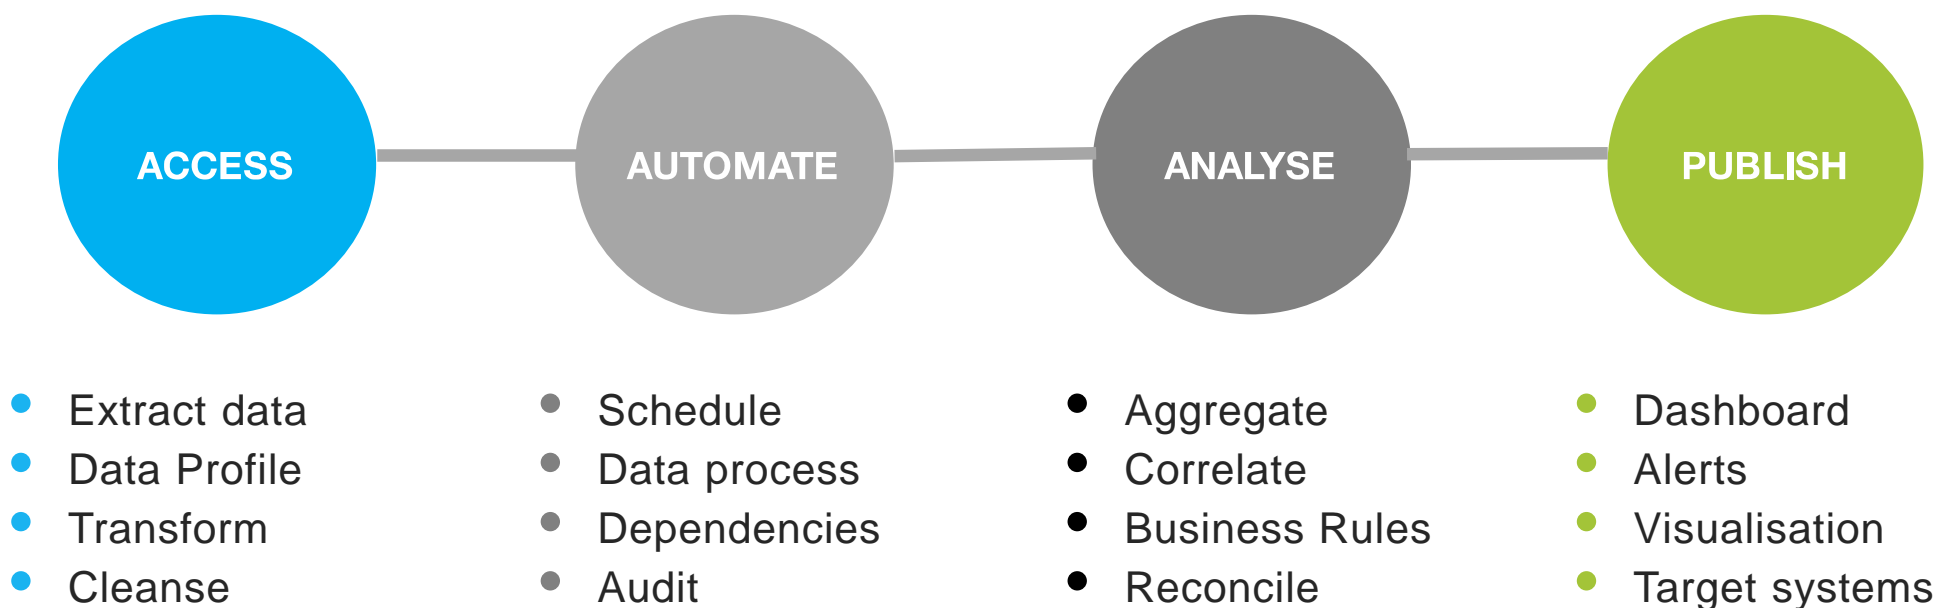 ACCESS
AUTOMATE
ANALYSE
PUBLISH
Extract data
Data Profile
Transform
Cleanse
Schedule
Data process
Dependencies
Audit
Aggregate
Correlate
Business Rules
Reconcile
Dashboard
Alerts
Visualisation
Target systems